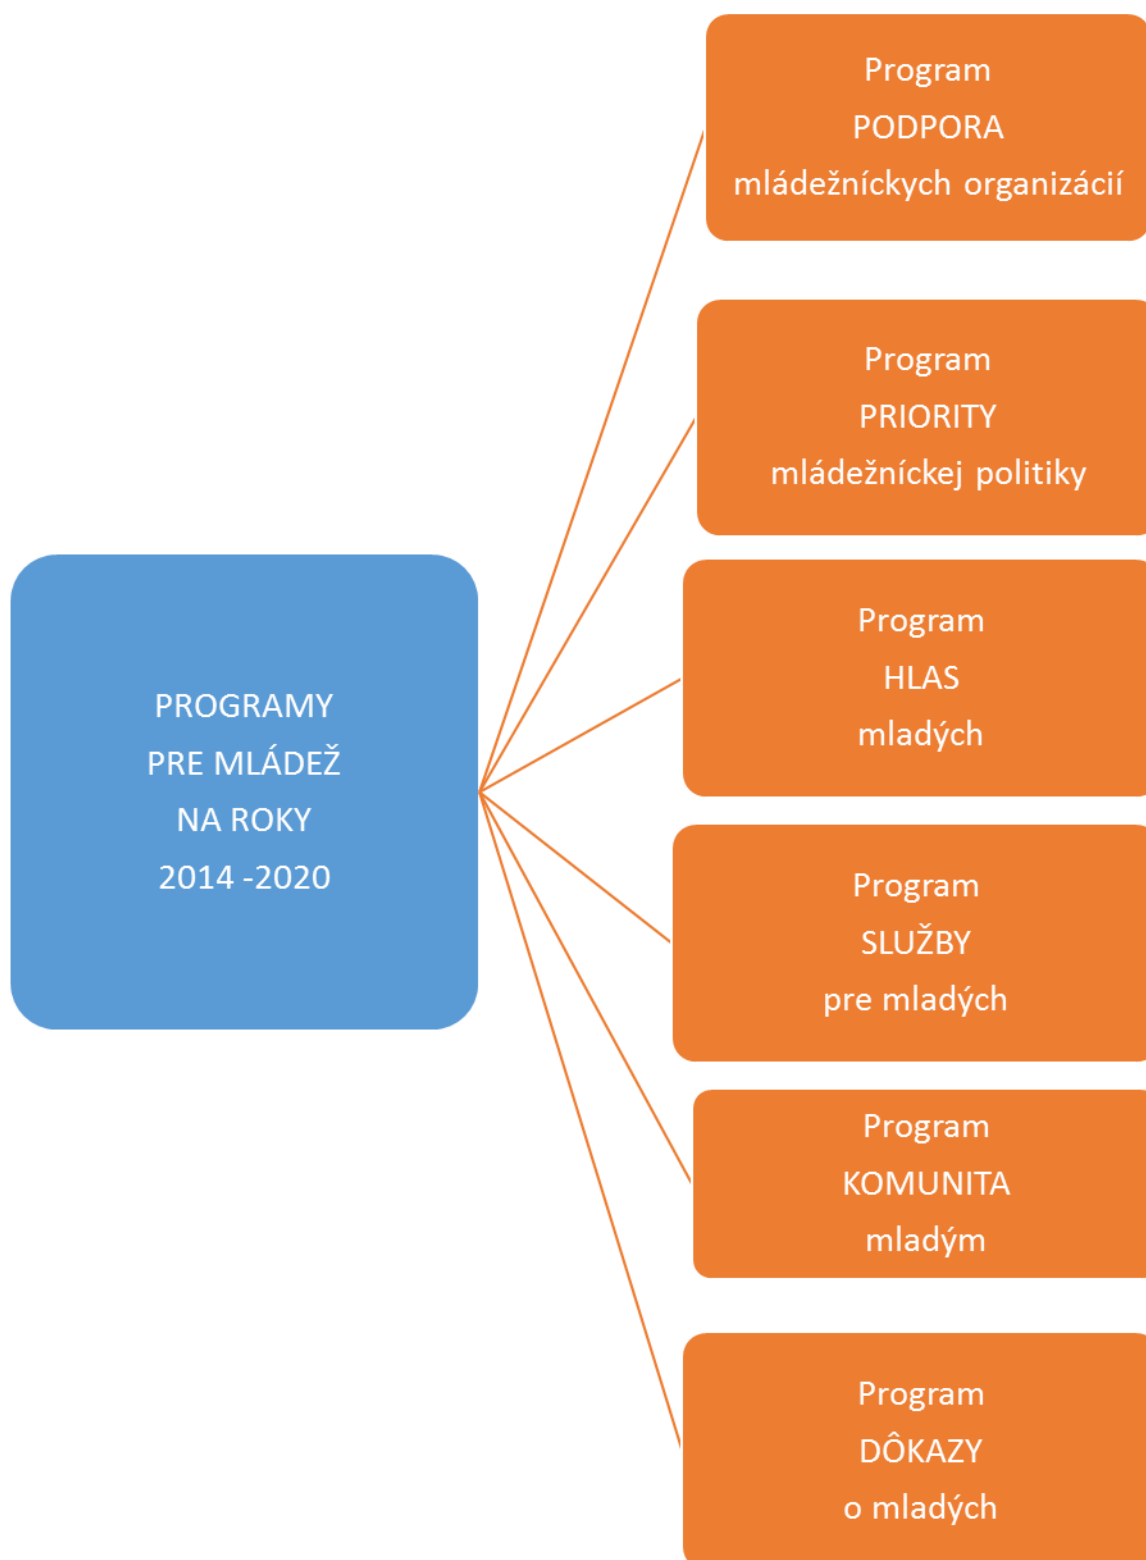 PROGRAMY
PRE MLÁDEŽ
NA ROKY
2014 -2020
Program
PODPORA
mládežníckych organizácií
Program
PRIORITY
mládežníckej politiky
Program
HLAS
mladých
Program
SLUŽBY
pre mladých
Program
KOMUNITA
mladým
Program
DÔKAZY
o mladých